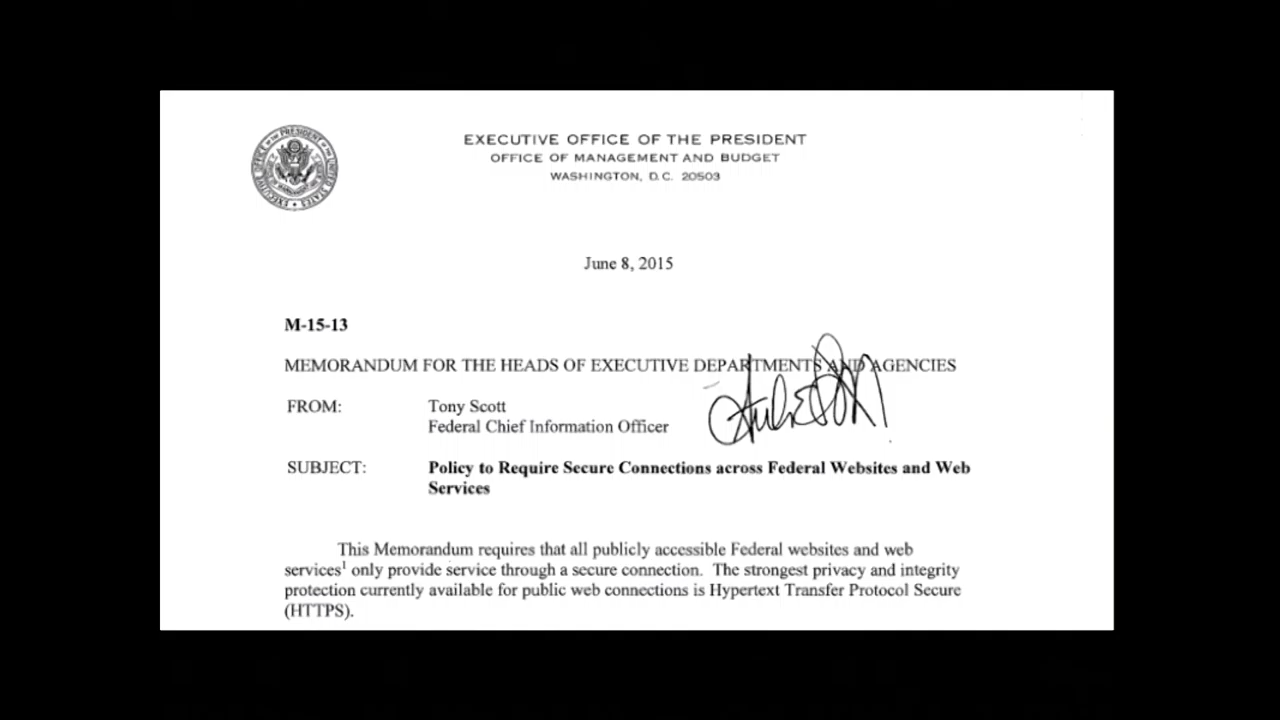 EXECUTIVE OFFICE OF THE PRESIDENT
OFFICE OF MANAGEMENT AND BUDGET
WASHINGTON, D.C. 20503
June 8, 2015
M-15-13
MEMORANDUM FOR THE HEADS OF EXECUTIVE DEPARTMENTS AND AGENCIES
FROM: Tony Scott
Federal Chief Information Officer
SUBJECT: Policy to Require Secure Connections across Federal Websites and Web
Services
This Memorandum requires that all publicly accessible Federal websites and web
services1 only provide service through a secure connection. The strongest privacy and integrity
protection currently available for public web connections is Hypertext Transfer Protocol Secure
(HTTPS).